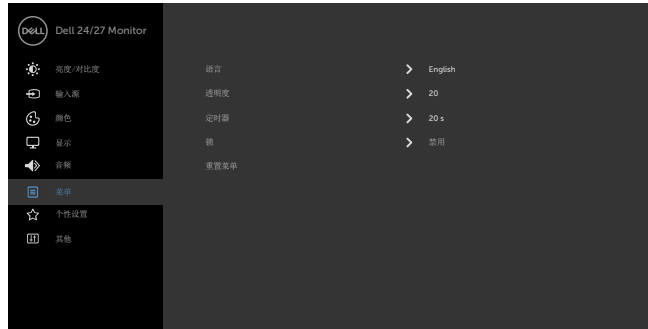 DELL Dell 24/27 Monitor
亮度/对比度
输入源
颜色
显示
音频
菜单
个性设置
其他
语言 English
透明度 20
定时器 20 s
锁 禁用
重置菜单